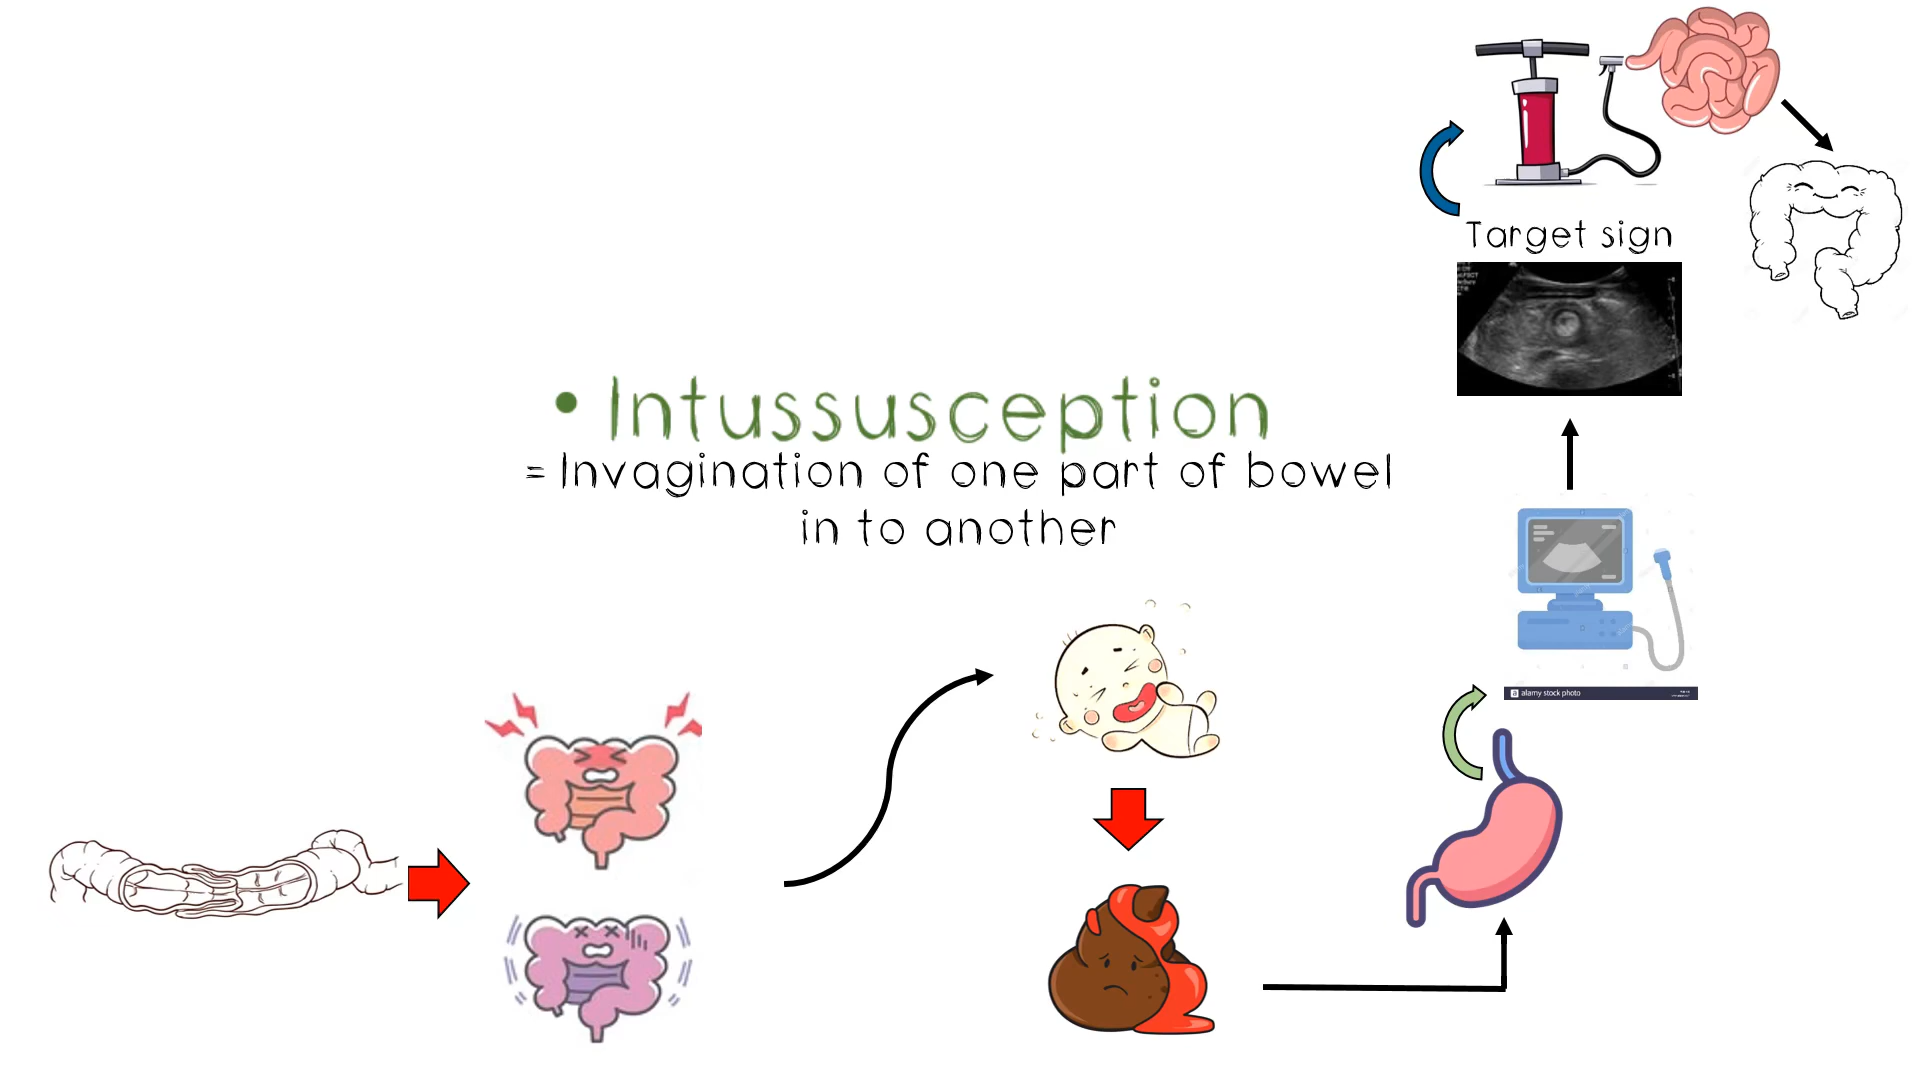 Target sign
• Intussusception
= Invagination of one part of bowel
in to another
alamy stock photo